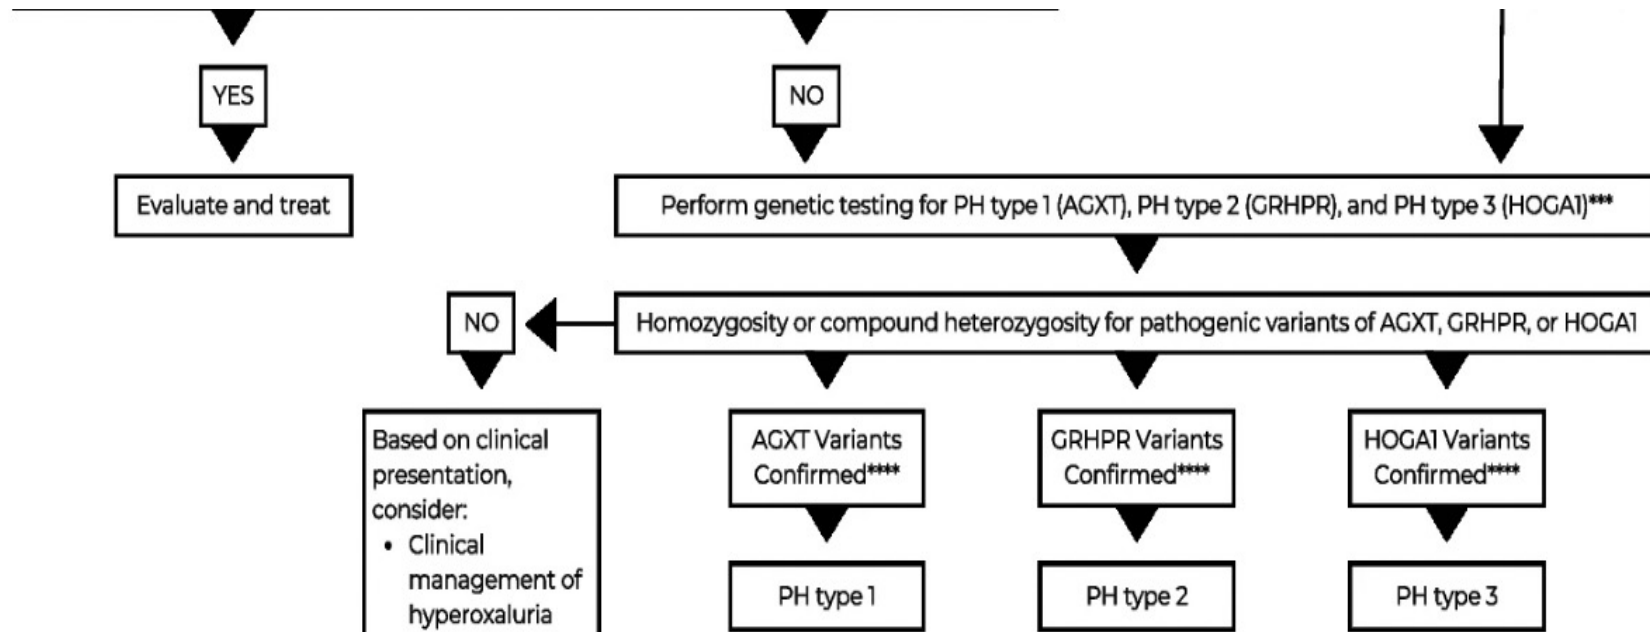 YES
NO
Evaluate and treat
Perform genetic testing for PH type 1 (AGXT), PH type 2 (GRHPR), and PH type 3 (HOGA1)***
NO
Homozygosity or compound heterozygosity for pathogenic variants of AGXT, GRHPR, or HOGA1
Based on clinical
presentation,
consider:
• Clinical
management of
hyperoxaluria
AGXT Variants
Confirmed****
GRHPR Variants
Confirmed****
HOGA1 Variants
Confirmed****
PH type 1
PH type 2
PH type 3